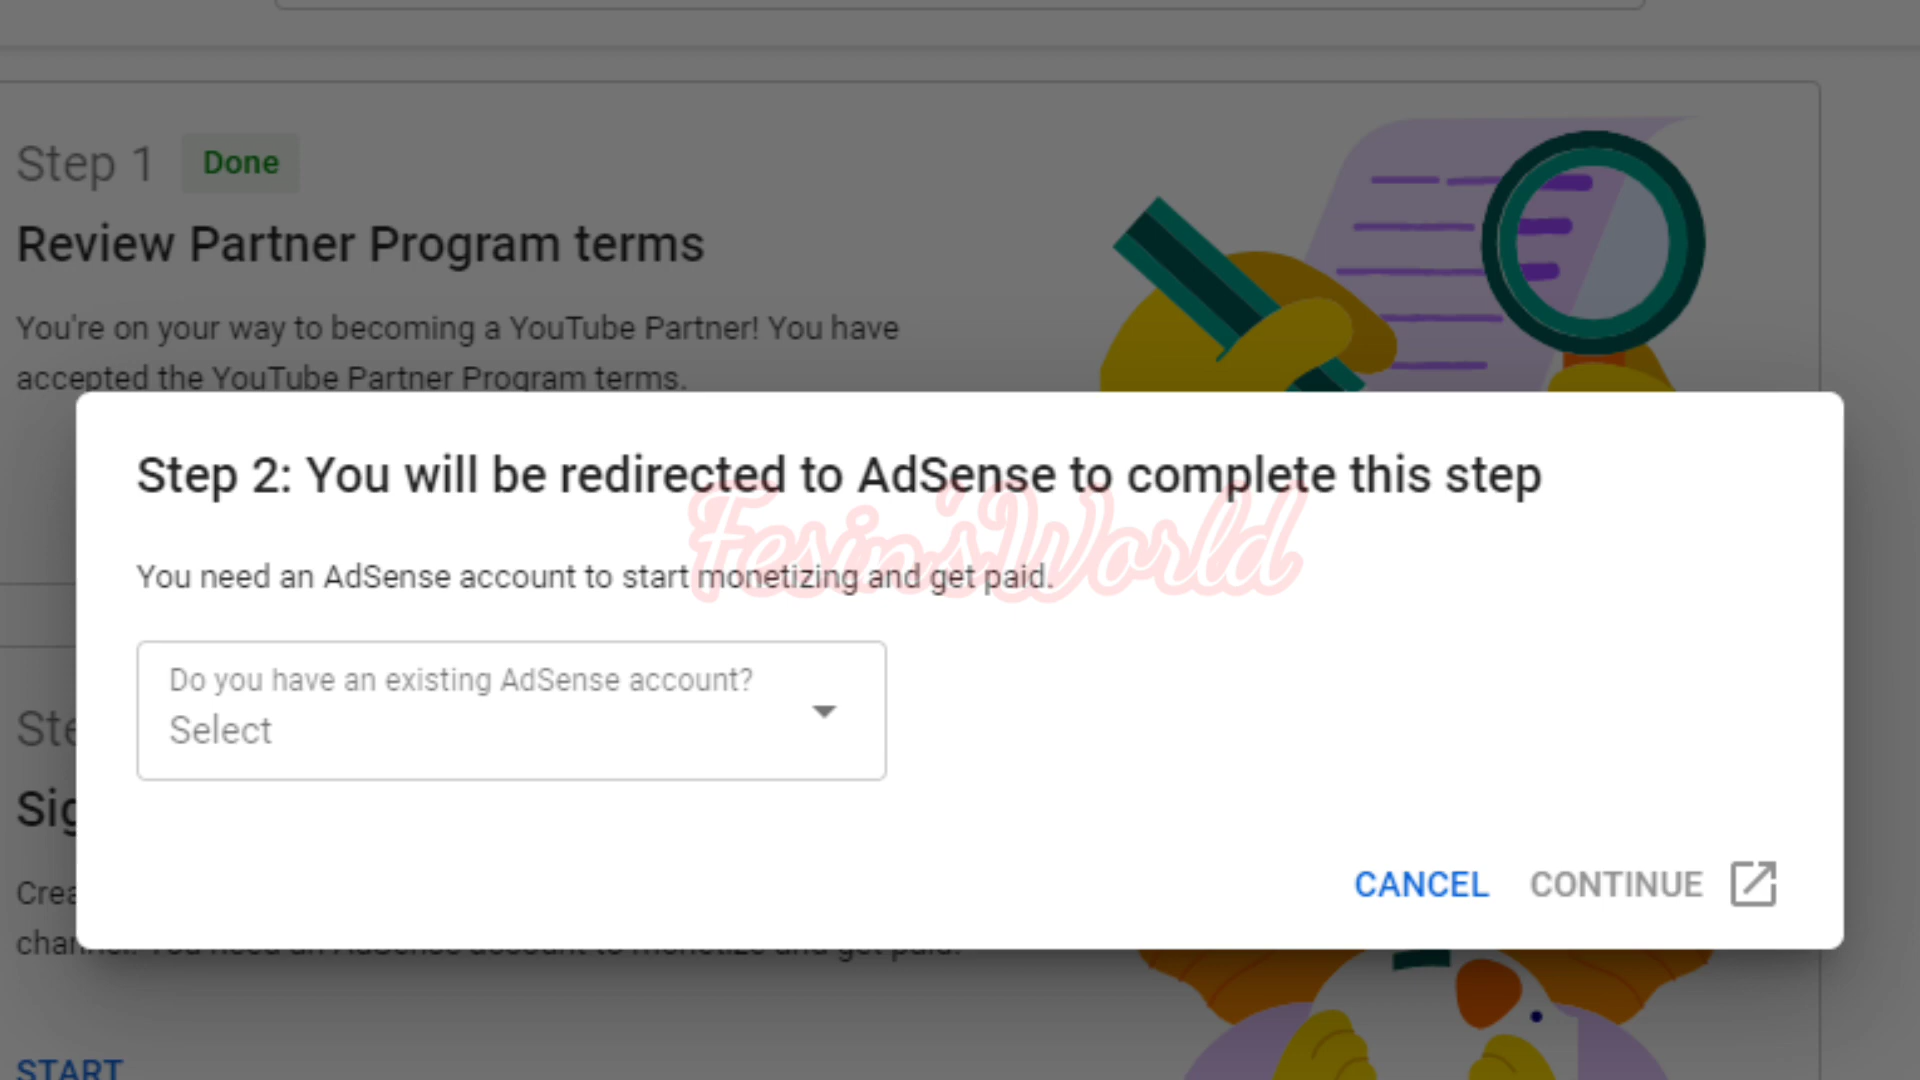 Step 1 Done
Review Partner Program terms
You're on your way to becoming a YouTube Partner! You have
accepted the YouTube Partner Program terms.
Step 2: You will be redirected to AdSense to complete this step
Fesin'sWorld
You need an AdSense account to start monetizing and get paid.
Do you have an existing AdSense account?
Select
CANCEL CONTINUE
START